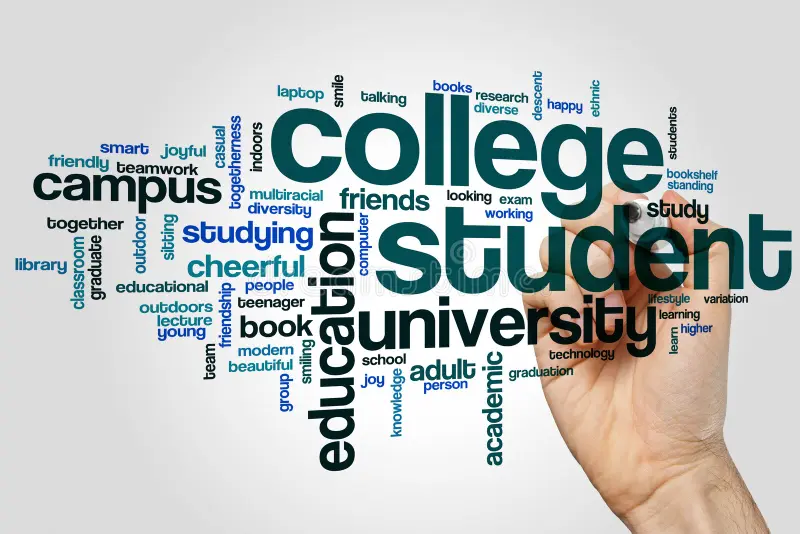 laptop
smile
talking
books
research
diverse
descent
happy
ethnic
college
students
smart
joyful
casual
togetherness
indoors
friendly
teamwork
campus
multiracial
diversity
friends
looking
exam
working
bookshelf
standing
study
together
outdoor
sitting
studying
education
computer
student
library
classroom
graduate
cheerful
educational
friendship
people
teenager
outdoors
lecture
young
book
university
lifestyle
variation
learning
learn
higher
team
modern
beautiful
group
smiling
school
joy
knowledge
adult
person
academic
graduation
technology